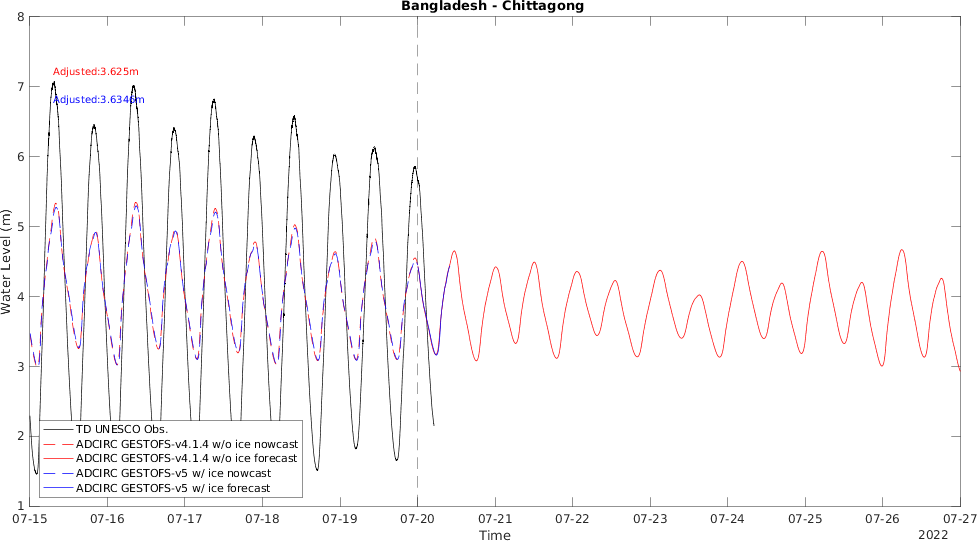 Bangladesh - Chittagong
8
7
6
5
4
3
2
1
Water Level (m)
Adjusted:3.625m
Adjusted:3.6346m
TD UNESCO Obs.
ADCIRC GESTOFS-v4.1.4 w/o ice nowcast
ADCIRC GESTOFS-v4.1.4 w/o ice forecast
ADCIRC GESTOFS-v5 w/ ice nowcast
ADCIRC GESTOFS-v5 w/ ice forecast
07-15 07-16 07-17 07-18 07-19 07-20 07-21 07-22 07-23 07-24 07-25 07-26 07-27
Time
2022